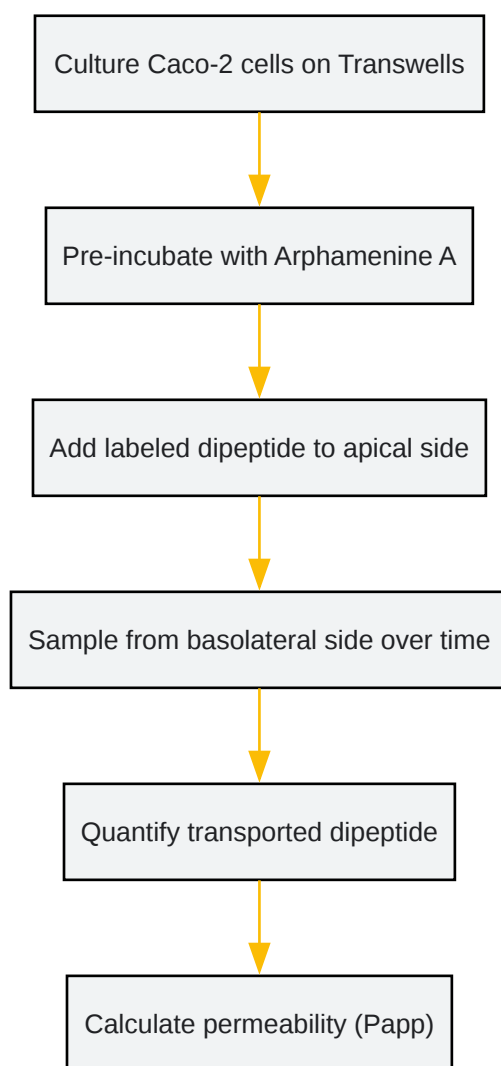 Culture Caco-2 cells on Transwells
Pre-incubate with Arphamenine A
Add labeled dipeptide to apical side
Sample from basolateral side over time
Quantify transported dipeptide
Calculate permeability (Papp)